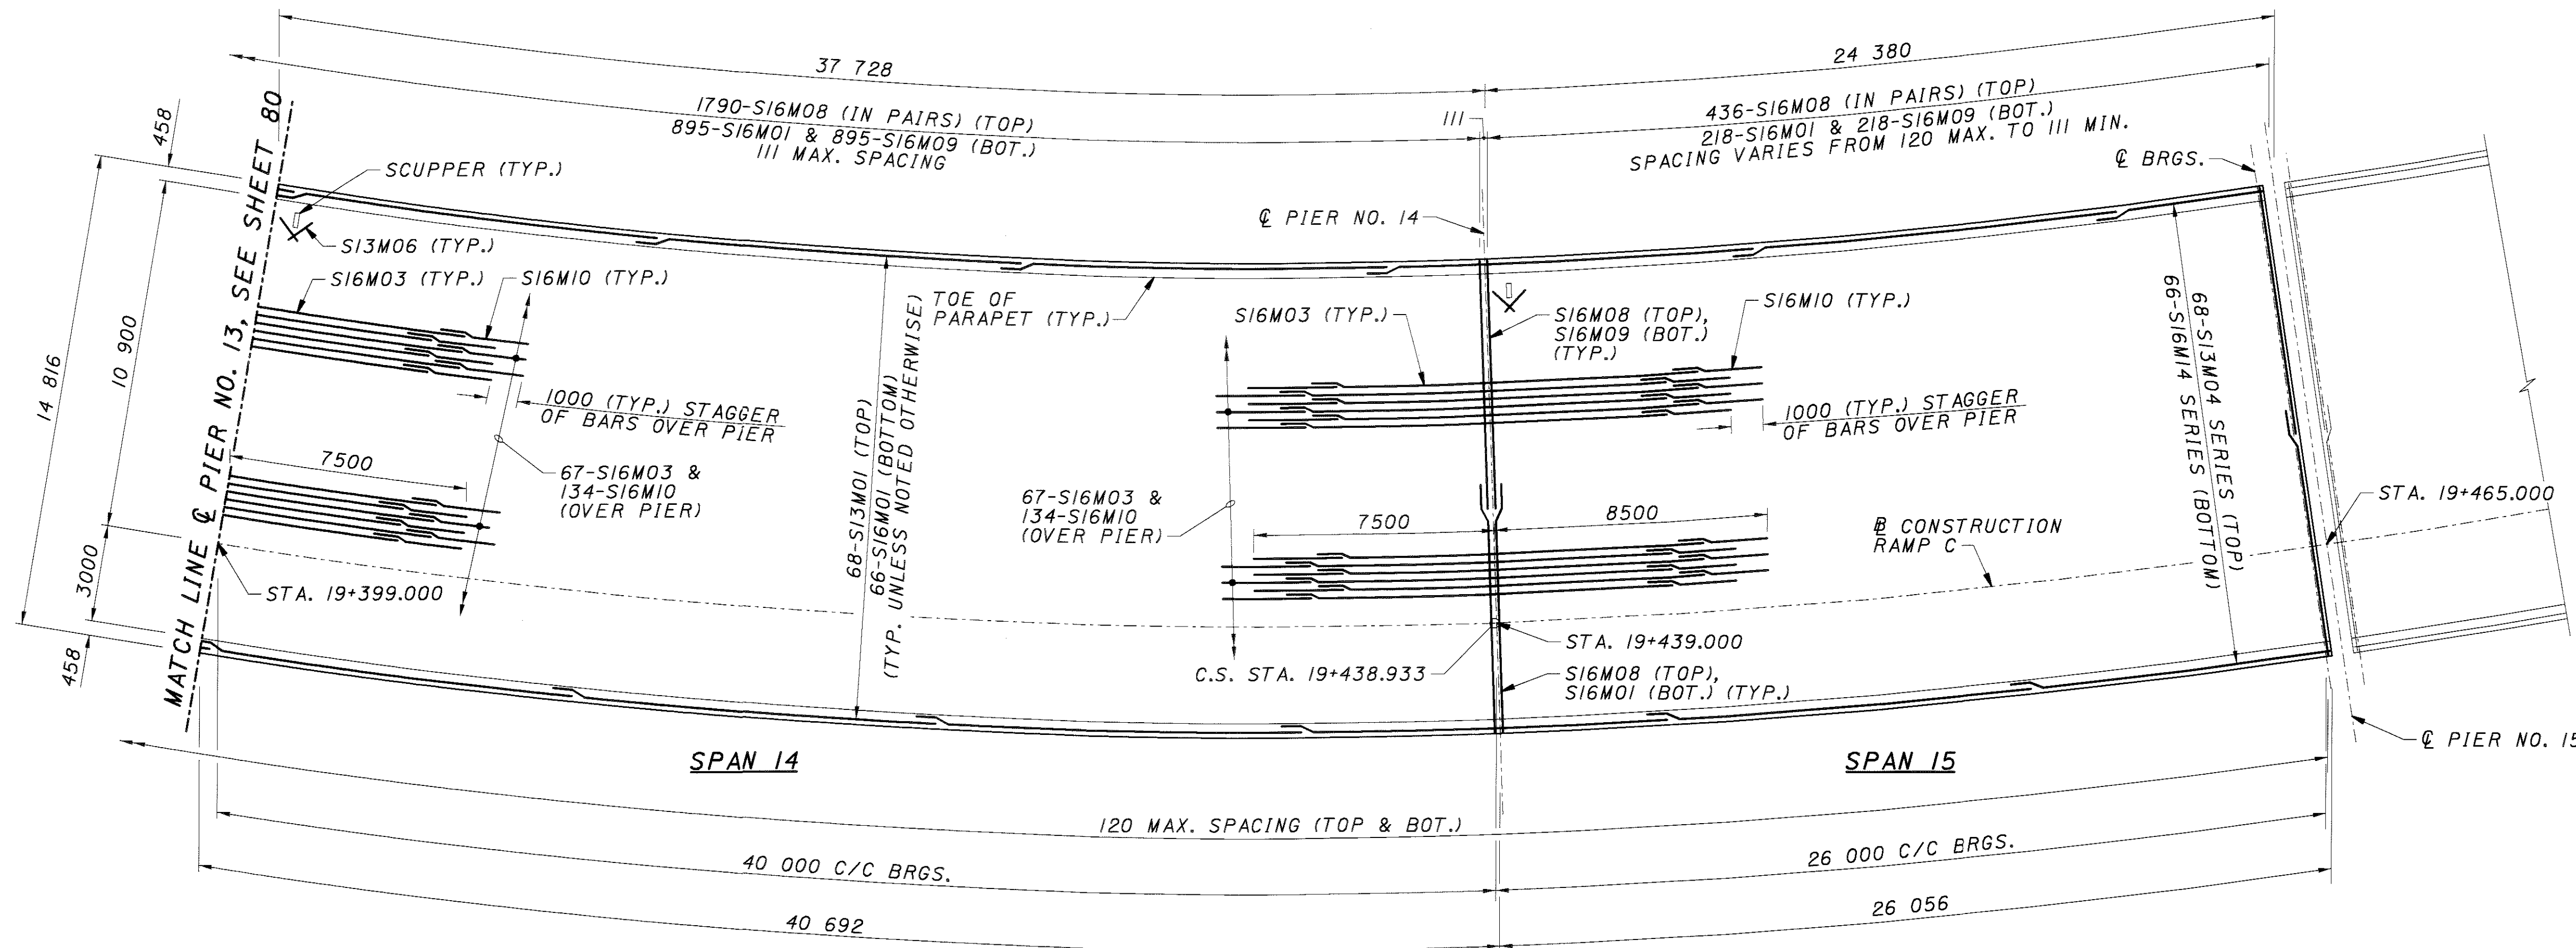 37 728
24 380
1790-S16M08 (IN PAIRS) (TOP)
895-S16M01 & 895-S16M09 (BOT.)
111 MAX. SPACING
111
436-S16M08 (IN PAIRS) (TOP)
218-S16M01 & 218-S16M09 (BOT.)
SPACING VARIES FROM 120 MAX. TO 111 MIN.
℄ BRGS.
458
SCUPPER (TYP.)
℄ PIER NO. 14
S13M06 (TYP.)
S16M03 (TYP.)
S16M10 (TYP.)
MATCH LINE ℄ PIER NO. 13, SEE SHEET 80
14 816
10 900
3000
458
TOE OF
PARAPET (TYP.)
S16M03 (TYP.)
S16M08 (TOP),
S16M09 (BOT.)
(TYP.)
S16M10 (TYP.)
1000 (TYP.) STAGGER
OF BARS OVER PIER
1000 (TYP.) STAGGER
OF BARS OVER PIER
68-S13M01 (TOP)
66-S16M01 (BOTTOM)
(TYP. UNLESS NOTED OTHERWISE)
68-S13M04 SERIES (TOP)
66-S16M14 SERIES (BOTTOM)
7500
67-S16M03 &
134-S16M10
(OVER PIER)
67-S16M03 &
134-S16M10
(OVER PIER)
7500
8500
STA. 19+465.000
BL CONSTRUCTION
RAMP C
STA. 19+399.000
STA. 19+439.000
C.S. STA. 19+438.933
S16M08 (TOP),
S16M01 (BOT.) (TYP.)
℄ PIER NO. 15
SPAN 14
SPAN 15
120 MAX. SPACING (TOP & BOT.)
40 000 C/C BRGS.
26 000 C/C BRGS.
40 692
26 056